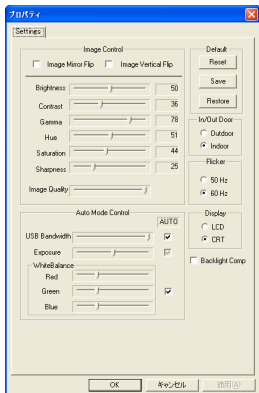 プロパティ
Settings
Image Control
Image Mirror Flip
Image Vertical Flip
Brightness 50
Contrast 36
Gamma 78
Hue 51
Saturation 44
Sharpness 25
Image Quality
Default
Reset
Save
Restore
In/Out Door
Outdoor
Indoor
Flicker
50 Hz
60 Hz
Auto Mode Control
AUTO
USB Bandwidth
Exposure
WhiteBalance
Red
Green
Blue
Display
LCD
CRT
Backlight Comp
OK
キャンセル
適用(A)